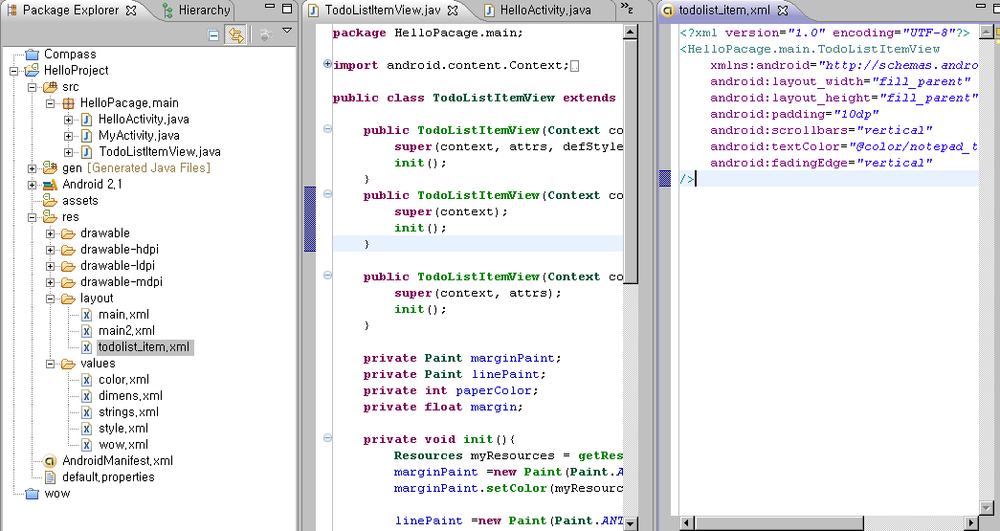 Package Explorer
Hierarchy
Compass
HelloProject
src
HelloPacage.main
HelloActivity.java
MyActivity.java
TodoListItemView.java
gen [Generated Java Files]
Android 2.1
assets
res
drawable
drawable-hdpi
drawable-ldpi
drawable-mdpi
layout
main.xml
main2.xml
todolist_item.xml
values
color.xml
dimens.xml
strings.xml
style.xml
wow.xml
AndroidManifest.xml
default.properties
wow
TodoListItemView.jav
HelloActivity.java
»2
package HelloPacage.main;
import android.content.Context;
public class TodoListItemView extends
public TodoListItemView(Context co
super(context, attrs, defStyle
init();
}
public TodoListItemView(Context co
super(context);
init();
}
public TodoListItemView(Context co
super(context, attrs);
init();
}
private Paint marginPaint;
private Paint linePaint;
private int paperColor;
private float margin;
private void init(){
Resources myResources = getRes
marginPaint =new Paint(Paint.A
marginPaint.setColor(myResourc
linePaint =new Paint(Paint.ANT
todolist_item.xml
<?xml version="1.0" encoding="UTF-8"?>
<HelloPacage.main.TodoListItemView
xmlns:android="http://schemas.andro
android:layout_width="fill_parent"
android:layout_height="fill_parent"
android:padding="10dp"
android:scrollbars="vertical"
android:textColor="@color/notepad_t
android:fadingEdge="vertical"
/>